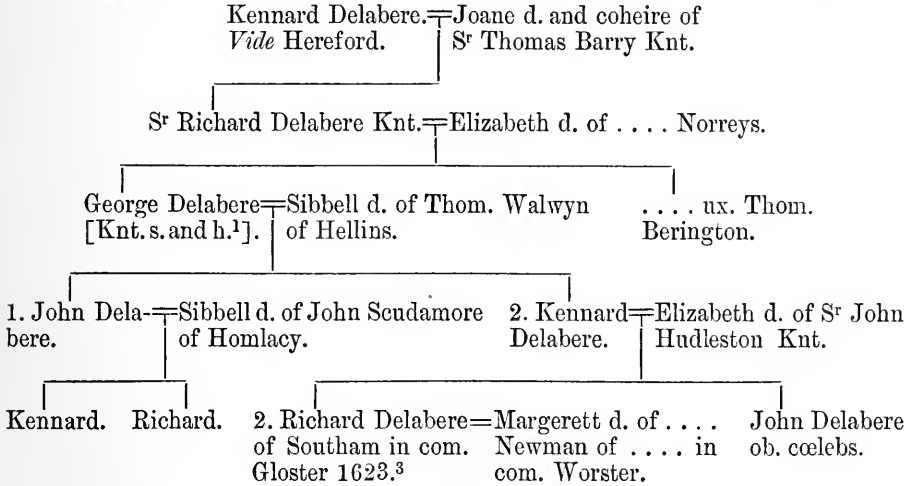 Kennard Delabere. Joane d. and coheire of
Vide Hereford. Sʳ Thomas Barry Knt.
Sʳ Richard Delabere Knt. Elizabeth d. of . . . . Norreys.
George Delabere Sibbell d. of Thom. Walwyn . . . . ux. Thom.
[Knt. s. and h.¹]. of Hellins. Berington.
1. John Dela- Sibbell d. of John Scudamore 2. Kennard Elizabeth d. of Sʳ John
bere. of Homlacy. Delabere. Hudleston Knt.
Kennard. Richard. 2. Richard Delabere=Margerett d. of . . . . John Delabere
of Southam in com. Newman of . . . . in ob. cœlebs.
Gloster 1623.³ com. Worster.